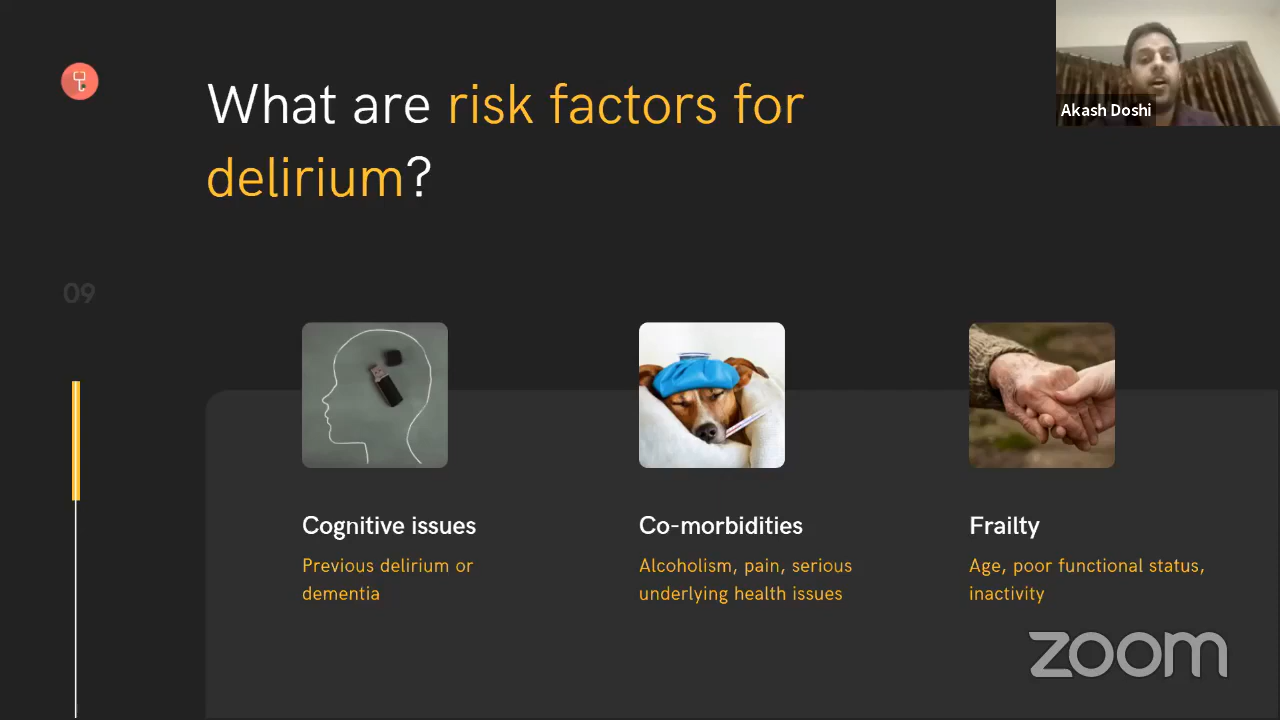 What are risk factors for
delirium?
Akash Doshi
09
Cognitive issues
Previous delirium or
dementia
Co-morbidities
Alcoholism, pain, serious
underlying health issues
Frailty
Age, poor functional status,
inactivity
zoom